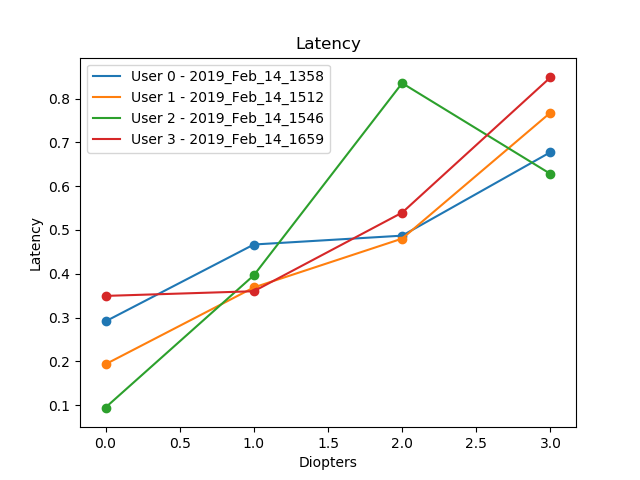 Latency
User 0 - 2019_Feb_14_1358
User 1 - 2019_Feb_14_1512
User 2 - 2019_Feb_14_1546
User 3 - 2019_Feb_14_1659
0.8
0.7
0.6
0.5
0.4
0.3
0.2
0.1
Latency
0.0 0.5 1.0 1.5 2.0 2.5 3.0
Diopters